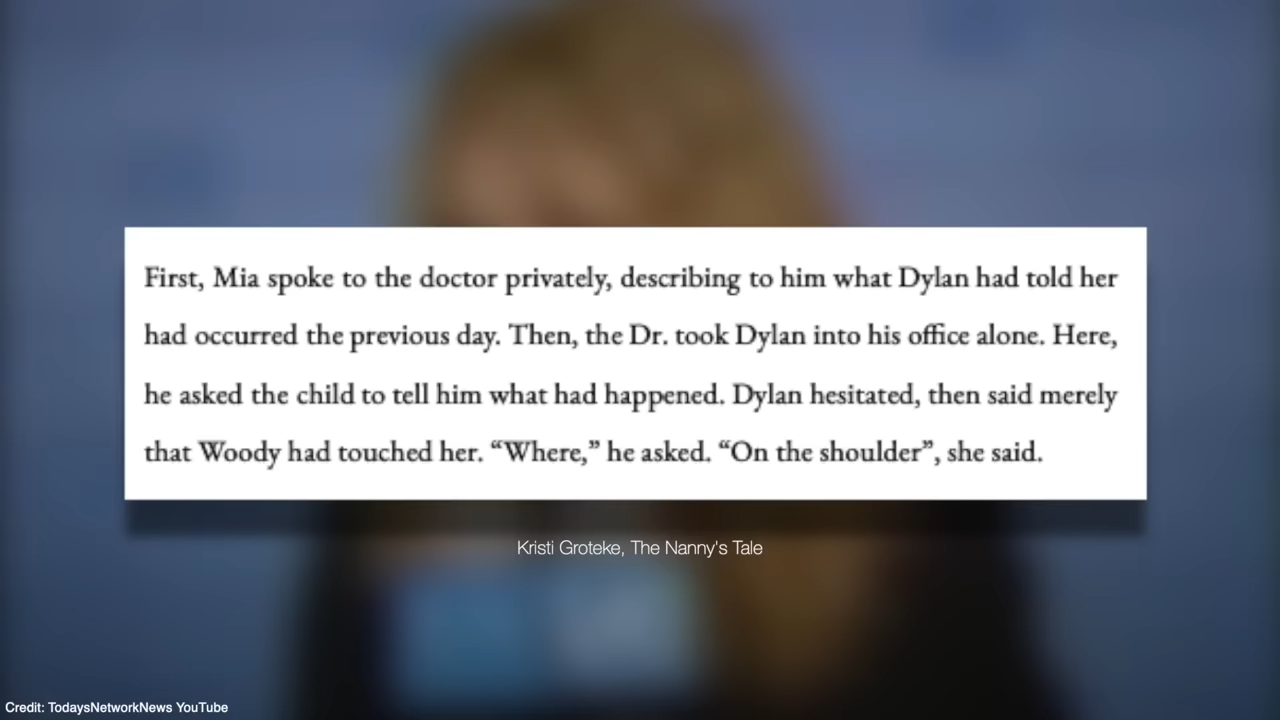 First, Mia spoke to the doctor privately, describing to him what Dylan had told her
had occurred the previous day. Then, the Dr. took Dylan into his office alone. Here,
he asked the child to tell him what had happened. Dylan hesitated, then said merely
that Woody had touched her. “Where,” he asked. “On the shoulder”, she said.
Kristi Groteke, The Nanny's Tale
Credit: TodaysNetworkNews YouTube